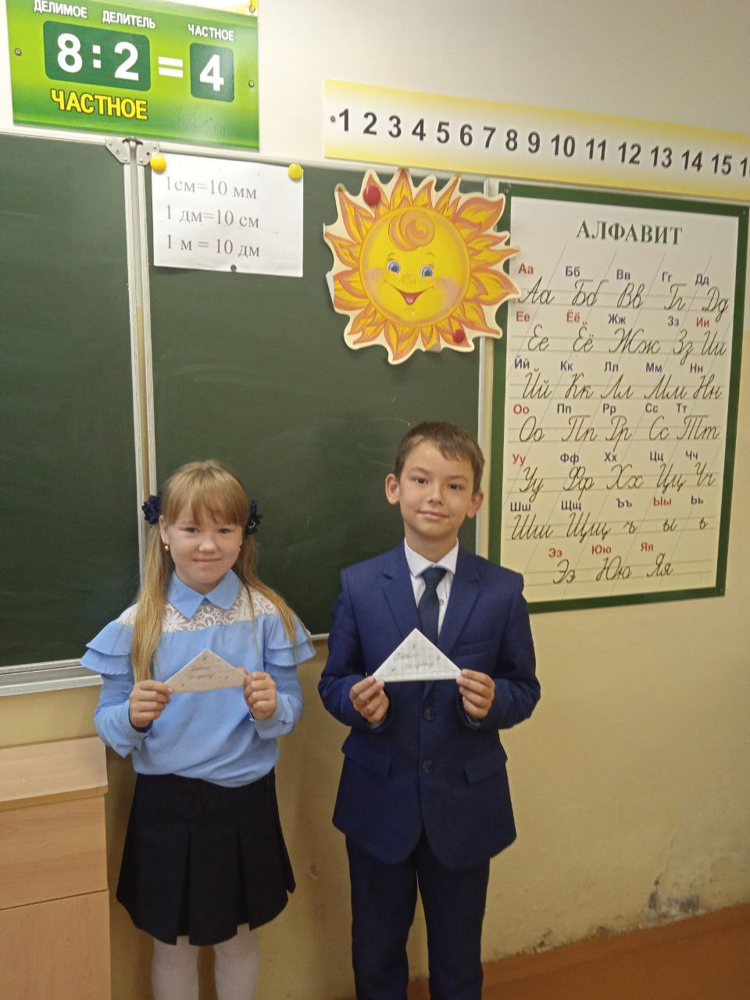 ДЕЛИМОЕ ДЕЛИТЕЛЬ ЧАСТНОЕ
8 : 2 = 4
ЧАСТНОЕ
1 2 3 4 5 6 7 8 9 10 11 12 13 14 15
1см=10 мм
1 дм=10 см
1 м = 10 дм
АЛФАВИТ
Аа Бб Вв Гг Дд
Аа Бб Вв Гг Дд
Ее Ёё Жж Зз Ии
Ее Ёё Жж Зз Ии
Йй Кк Лл Мм Нн
Йй Кк Лл Мм Нн
Оо Пп Рр Сс Тт
Оо Пп Рр Сс Тт
Уу Фф Хх Цц Чч
Уу Фф Хх Цц Чч
Шш Щщ Ъъ Ыы Ьь
Шш Щщ ъ ы ь
Ээ Юю Яя
Ээ Юю Яя
солдату